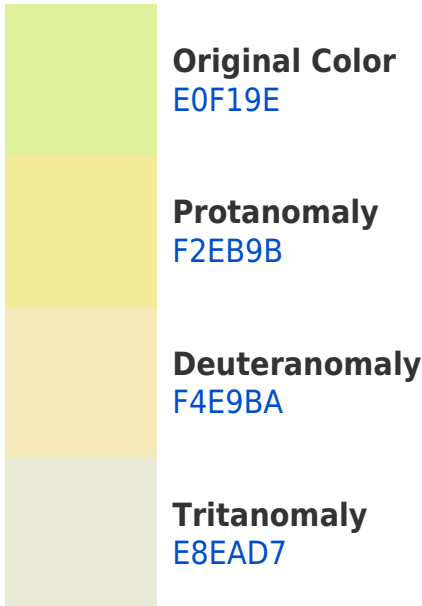 Original Color
E0F19E
Protanomaly
F2EB9B
Deuteranomaly
F4E9BA
Tritanomaly
E8EAD7